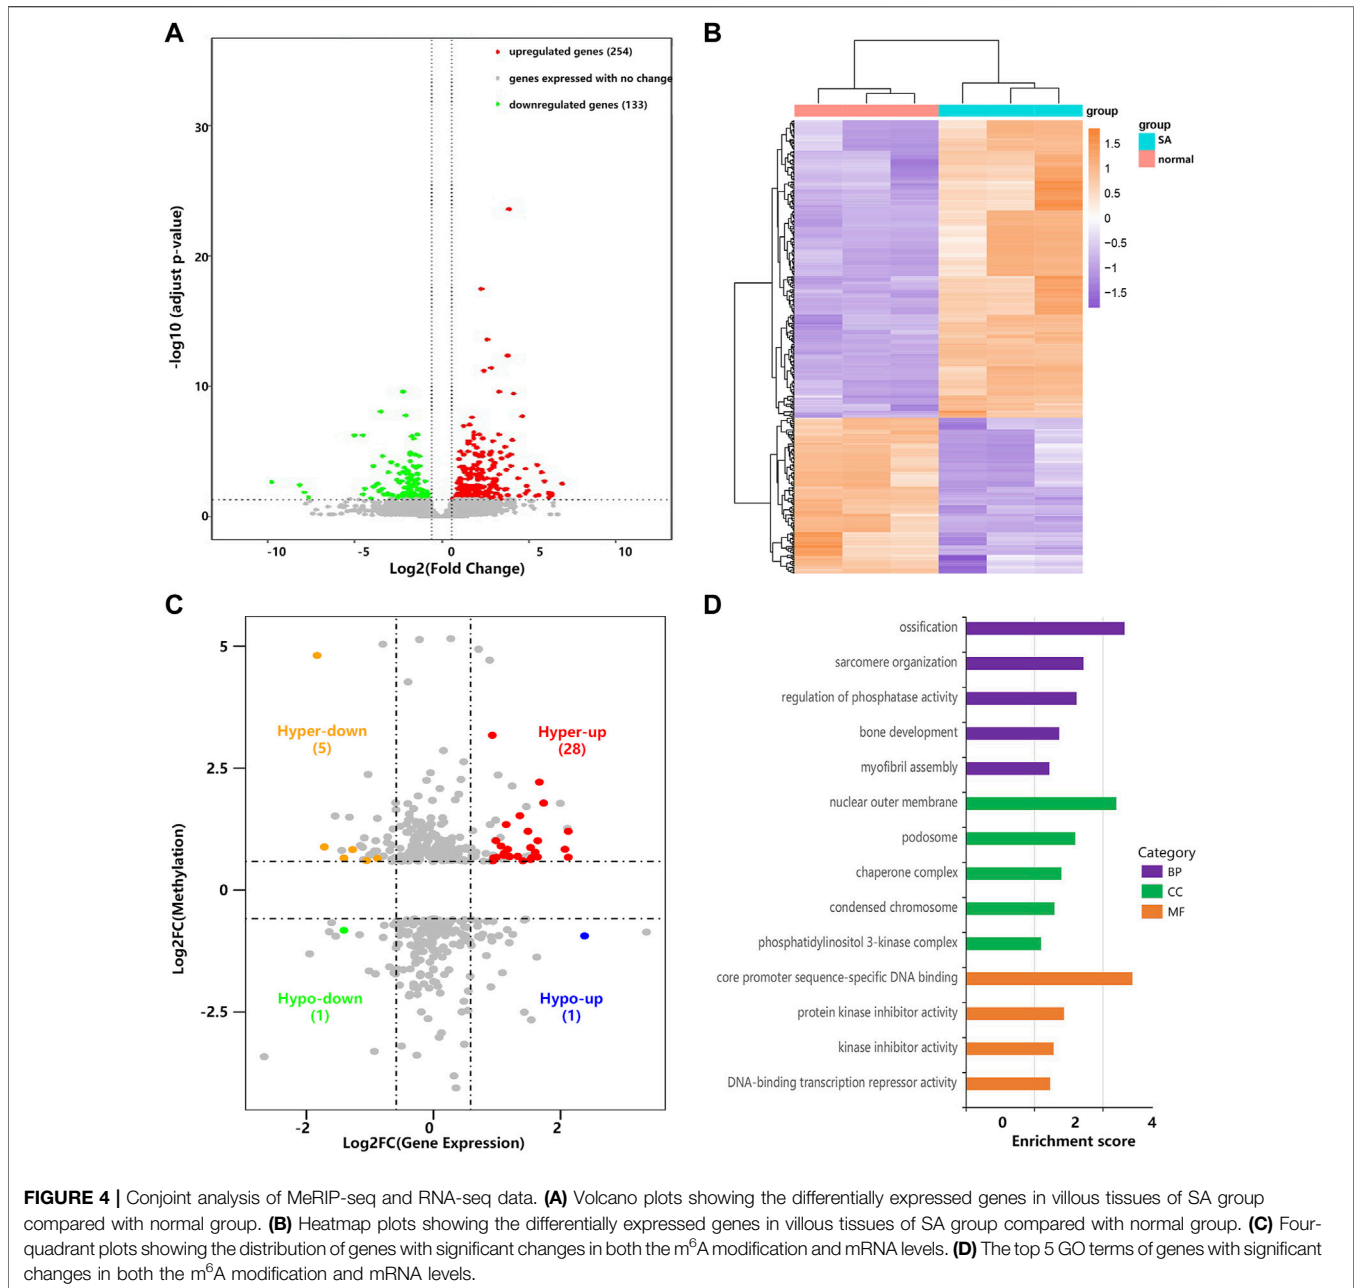 A
upregulated genes (254)
genes expressed with no change
downregulated genes (133)
30
20
10
0
-log10 (adjust p-value)
-10
-5
0
5
10
Log2(Fold Change)
B
group
1.5
1
0.5
0
−0.5
−1
−1.5
group
SA
normal
C
5
2.5
0
-2.5
Log2FC(Methylation)
Hyper-down
(5)
Hyper-up
(28)
Hypo-down
(1)
Hypo-up
(1)
-2
0
2
Log2FC(Gene Expression)
D
ossification
sarcomere organization
regulation of phosphatase activity
bone development
myofibril assembly
nuclear outer membrane
podosome
chaperone complex
condensed chromosome
phosphatidylinositol 3-kinase complex
core promoter sequence-specific DNA binding
protein kinase inhibitor activity
kinase inhibitor activity
DNA-binding transcription repressor activity
0
2
4
Enrichment score
Category
BP
CC
MF
FIGURE 4 | Conjoint analysis of MeRIP-seq and RNA-seq data. (A) Volcano plots showing the differentially expressed genes in villous tissues of SA group
compared with normal group. (B) Heatmap plots showing the differentially expressed genes in villous tissues of SA group compared with normal group. (C) Four-
quadrant plots showing the distribution of genes with significant changes in both the m⁶A modification and mRNA levels. (D) The top 5 GO terms of genes with significant
changes in both the m⁶A modification and mRNA levels.